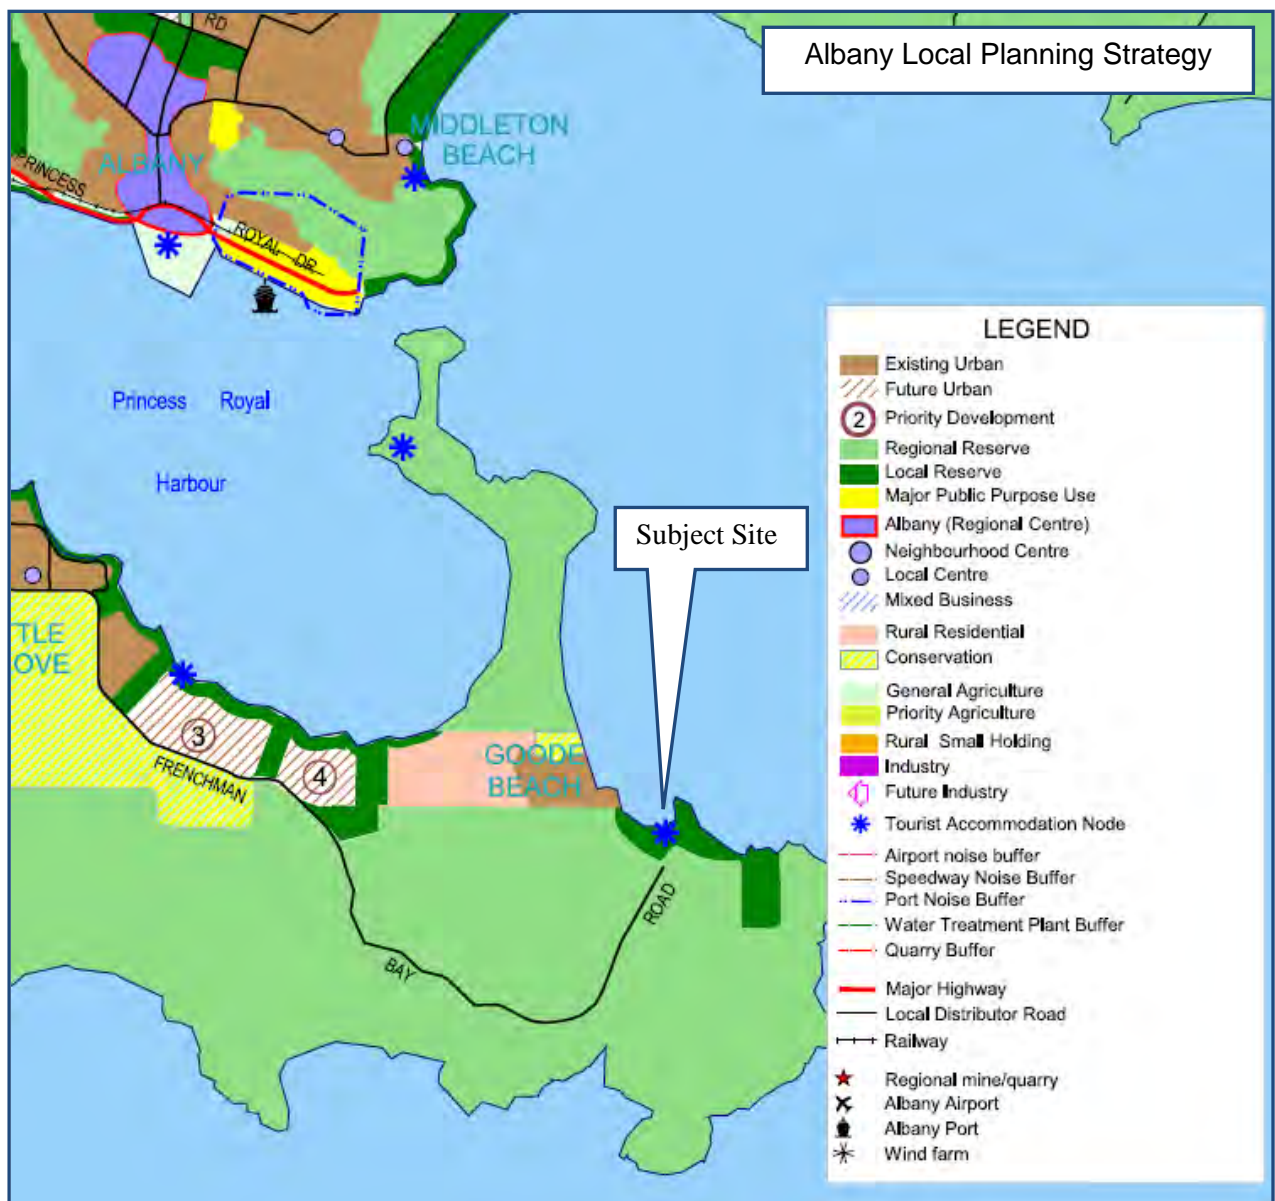 Albany Local Planning Strategy
RD
MIDDLETON
BEACH
ALBANY
PRINCESS
ROYAL DR
Princess Royal
Harbour
Subject Site
TLE
OVE
3
4
FRENCHMAN
GOODE
BEACH
BAY
ROAD
LEGEND
Existing Urban
Future Urban
2 Priority Development
Regional Reserve
Local Reserve
Major Public Purpose Use
Albany (Regional Centre)
Neighbourhood Centre
Local Centre
Mixed Business
Rural Residential
Conservation
General Agriculture
Priority Agriculture
Rural Small Holding
Industry
Future Industry
Tourist Accommodation Node
Airport noise buffer
Speedway Noise Buffer
Port Noise Buffer
Water Treatment Plant Buffer
Quarry Buffer
Major Highway
Local Distributor Road
Railway
Regional mine/quarry
Albany Airport
Albany Port
Wind farm